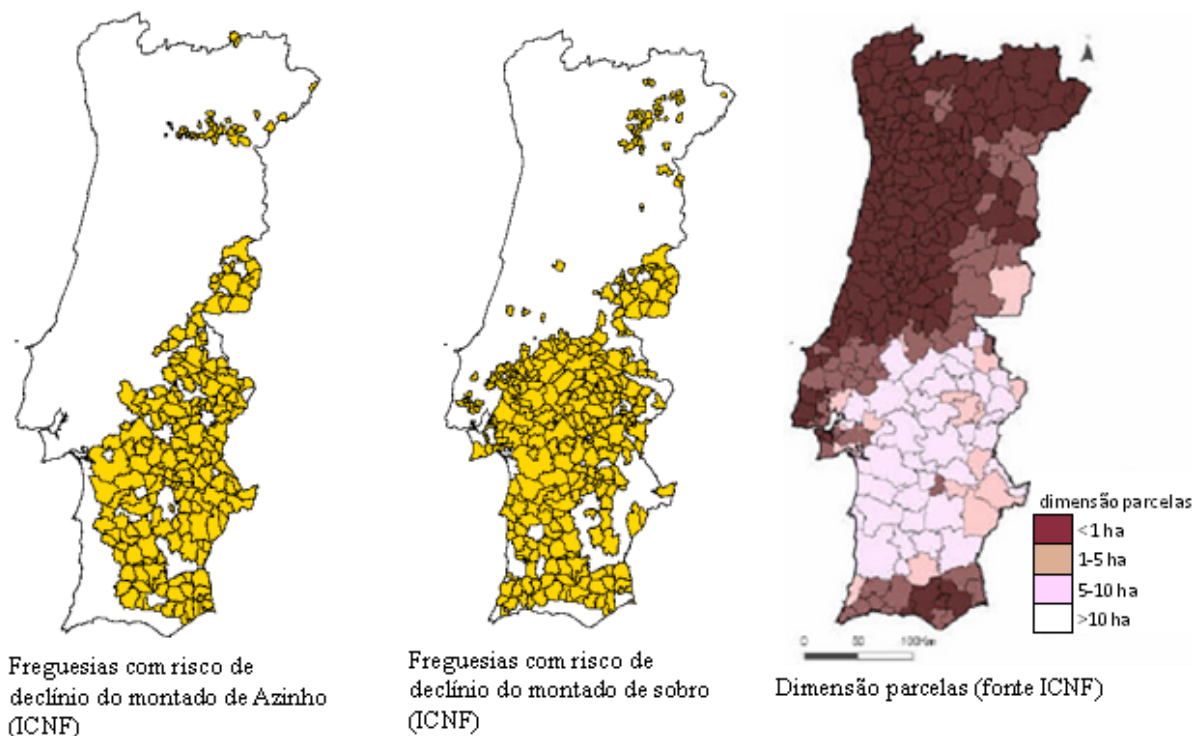 dimensão parcelas
<1 ha
1-5 ha
5-10 ha
>10 ha
0 50 100Km
Freguesias com risco de
declínio do montado de Azinho
(ICNF)
Freguesias com risco de
declínio do montado de sobro
(ICNF)
Dimensão parcelas (fonte ICNF)